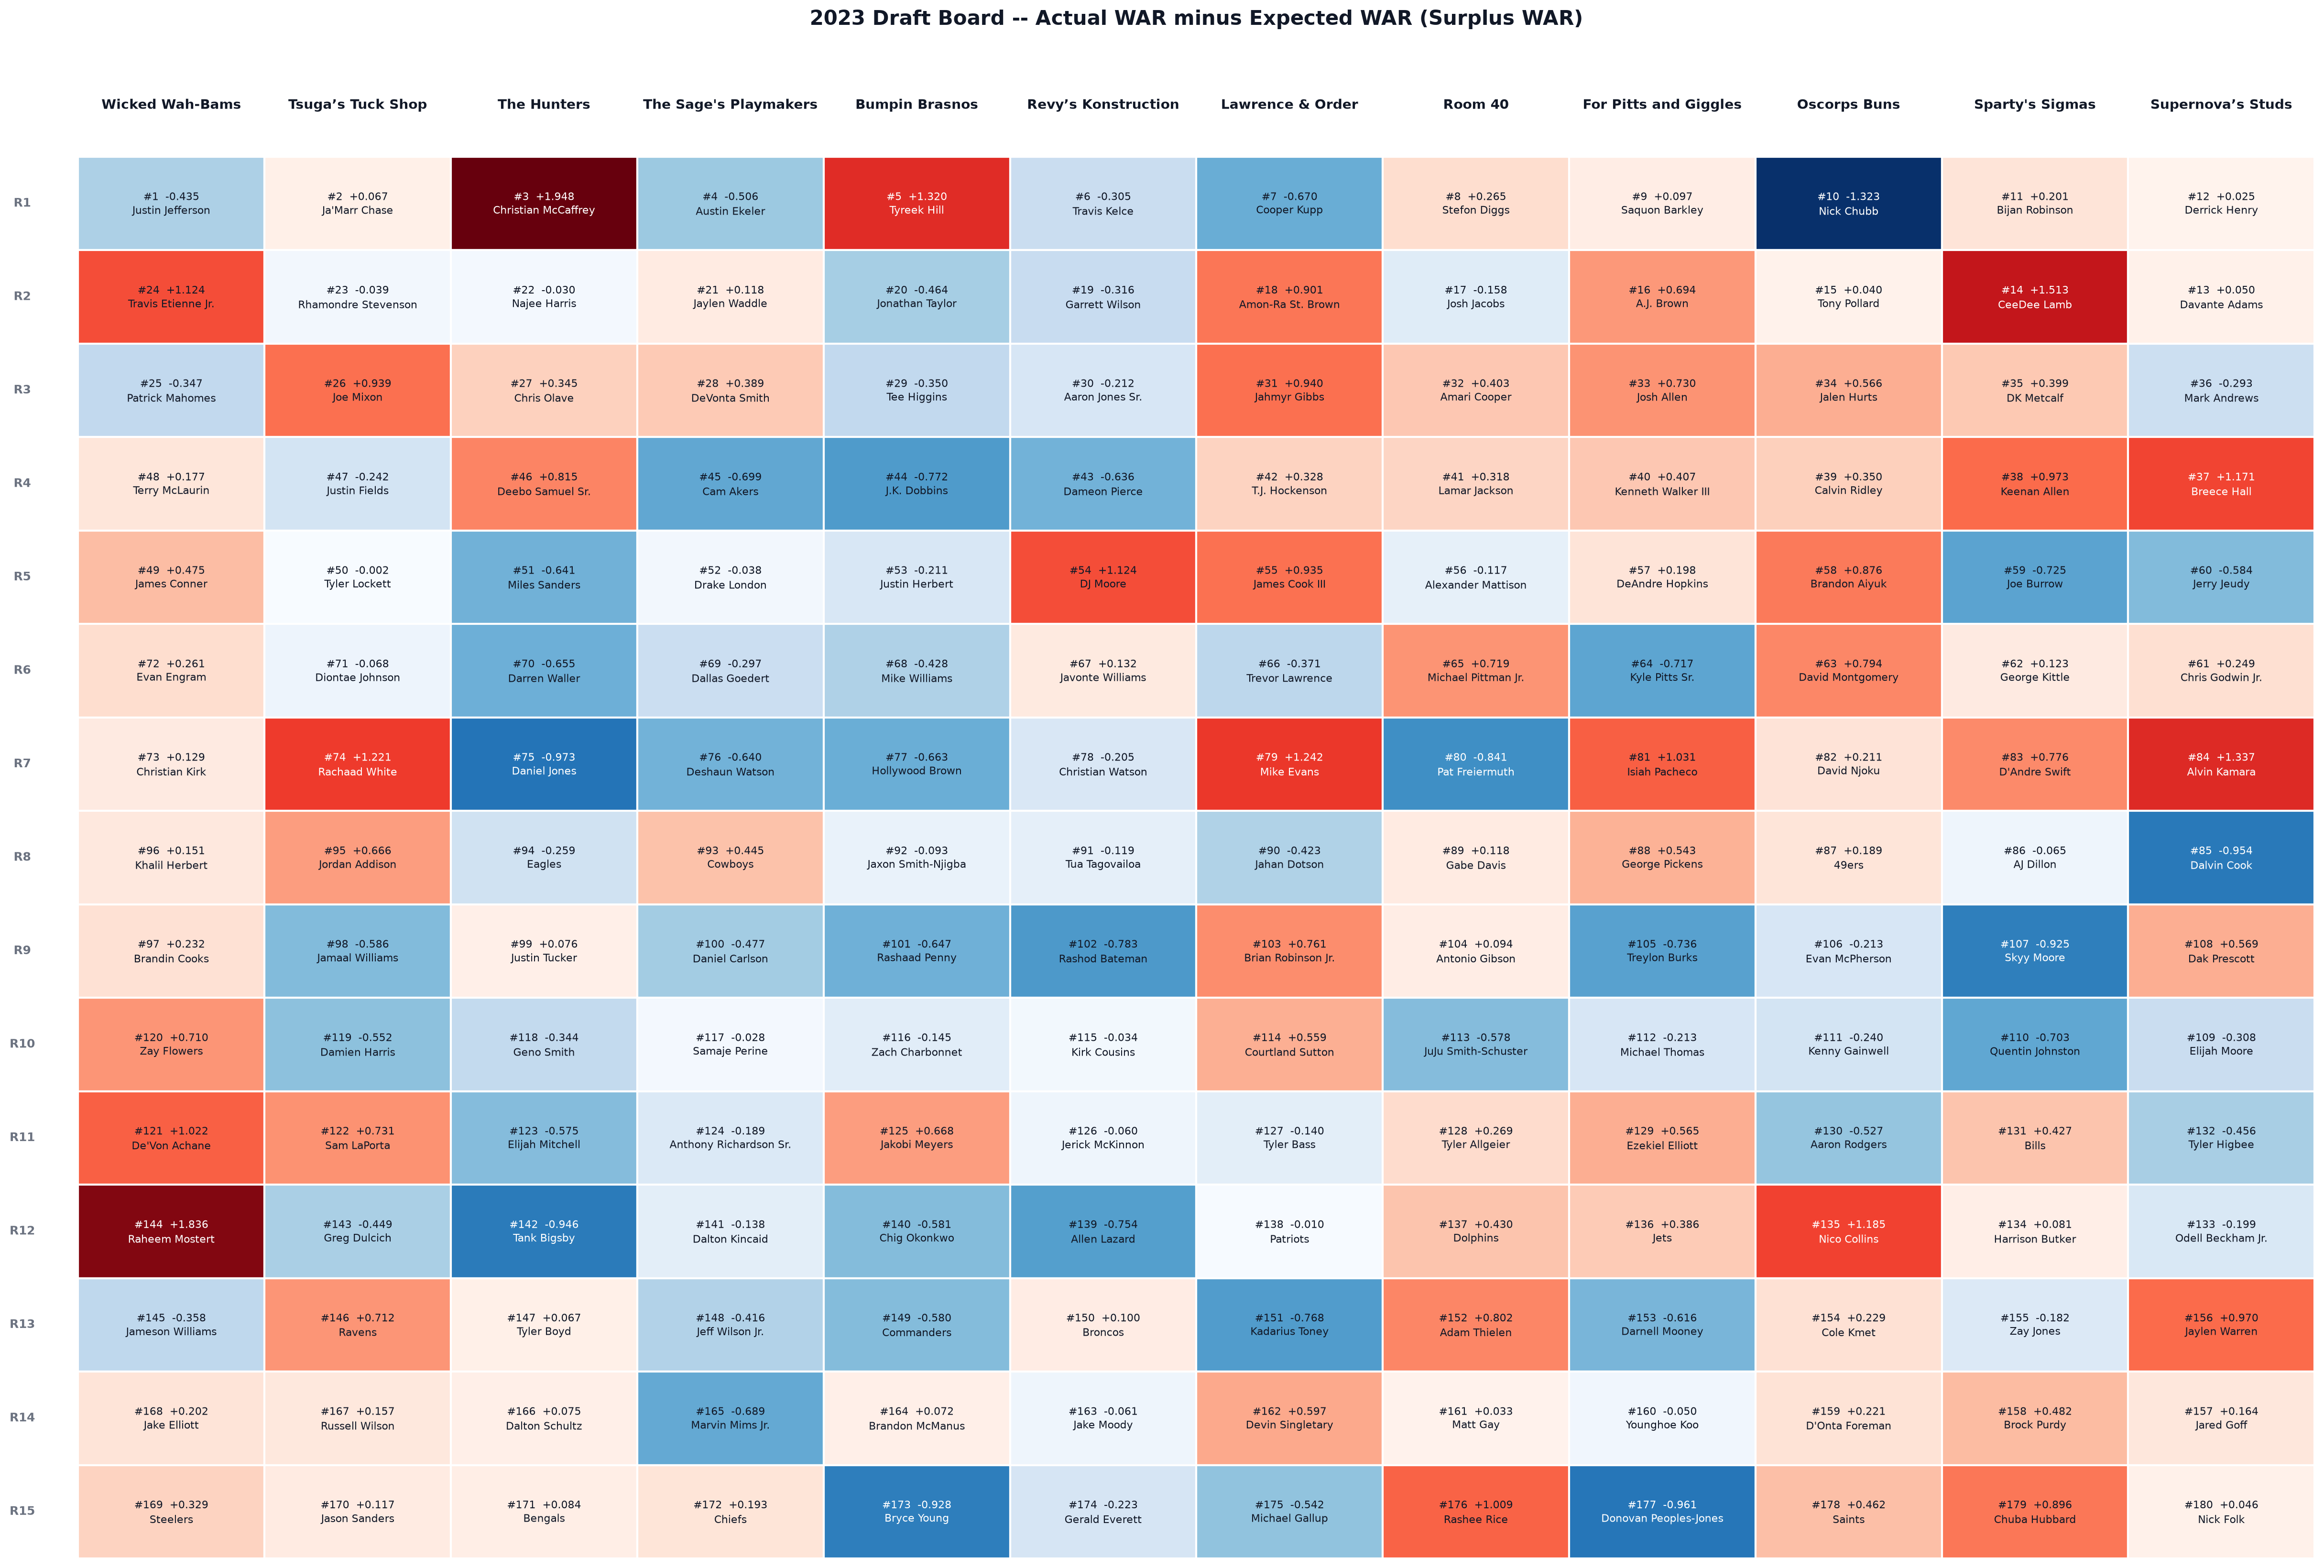 2023 Draft Board -- Actual WAR minus Expected WAR (Surplus WAR)
Wicked Wah-Bams
Tsuga’s Tuck Shop
The Hunters
The Sage's Playmakers
Bumpin Brasnos
Revy’s Konstruction
Lawrence & Order
Room 40
For Pitts and Giggles
Oscorps Buns
Sparty's Sigmas
Supernova’s Studs
R1
#1 -0.435
Justin Jefferson
#2 +0.067
Ja'Marr Chase
#3 +1.948
Christian McCaffrey
#4 -0.506
Austin Ekeler
#5 +1.320
Tyreek Hill
#6 -0.305
Travis Kelce
#7 -0.670
Cooper Kupp
#8 +0.265
Stefon Diggs
#9 +0.097
Saquon Barkley
#10 -1.323
Nick Chubb
#11 +0.201
Bijan Robinson
#12 +0.025
Derrick Henry
R2
#24 +1.124
Travis Etienne Jr.
#23 -0.039
Rhamondre Stevenson
#22 -0.030
Najee Harris
#21 +0.118
Jaylen Waddle
#20 -0.464
Jonathan Taylor
#19 -0.316
Garrett Wilson
#18 +0.901
Amon-Ra St. Brown
#17 -0.158
Josh Jacobs
#16 +0.694
A.J. Brown
#15 +0.040
Tony Pollard
#14 +1.513
CeeDee Lamb
#13 +0.050
Davante Adams
R3
#25 -0.347
Patrick Mahomes
#26 +0.939
Joe Mixon
#27 +0.345
Chris Olave
#28 +0.389
DeVonta Smith
#29 -0.350
Tee Higgins
#30 -0.212
Aaron Jones Sr.
#31 +0.940
Jahmyr Gibbs
#32 +0.403
Amari Cooper
#33 +0.730
Josh Allen
#34 +0.566
Jalen Hurts
#35 +0.399
DK Metcalf
#36 -0.293
Mark Andrews
R4
#48 +0.177
Terry McLaurin
#47 -0.242
Justin Fields
#46 +0.815
Deebo Samuel Sr.
#45 -0.699
Cam Akers
#44 -0.772
J.K. Dobbins
#43 -0.636
Dameon Pierce
#42 +0.328
T.J. Hockenson
#41 +0.318
Lamar Jackson
#40 +0.407
Kenneth Walker III
#39 +0.350
Calvin Ridley
#38 +0.973
Keenan Allen
#37 +1.171
Breece Hall
R5
#49 +0.475
James Conner
#50 -0.002
Tyler Lockett
#51 -0.641
Miles Sanders
#52 -0.038
Drake London
#53 -0.211
Justin Herbert
#54 +1.124
DJ Moore
#55 +0.935
James Cook III
#56 -0.117
Alexander Mattison
#57 +0.198
DeAndre Hopkins
#58 +0.876
Brandon Aiyuk
#59 -0.725
Joe Burrow
#60 -0.584
Jerry Jeudy
R6
#72 +0.261
Evan Engram
#71 -0.068
Diontae Johnson
#70 -0.655
Darren Waller
#69 -0.297
Dallas Goedert
#68 -0.428
Mike Williams
#67 +0.132
Javonte Williams
#66 -0.371
Trevor Lawrence
#65 +0.719
Michael Pittman Jr.
#64 -0.717
Kyle Pitts Sr.
#63 +0.794
David Montgomery
#62 +0.123
George Kittle
#61 +0.249
Chris Godwin Jr.
R7
#73 +0.129
Christian Kirk
#74 +1.221
Rachaad White
#75 -0.973
Daniel Jones
#76 -0.640
Deshaun Watson
#77 -0.663
Hollywood Brown
#78 -0.205
Christian Watson
#79 +1.242
Mike Evans
#80 -0.841
Pat Freiermuth
#81 +1.031
Isiah Pacheco
#82 +0.211
David Njoku
#83 +0.776
D'Andre Swift
#84 +1.337
Alvin Kamara
R8
#96 +0.151
Khalil Herbert
#95 +0.666
Jordan Addison
#94 -0.259
Eagles
#93 +0.445
Cowboys
#92 -0.093
Jaxon Smith-Njigba
#91 -0.119
Tua Tagovailoa
#90 -0.423
Jahan Dotson
#89 +0.118
Gabe Davis
#88 +0.543
George Pickens
#87 +0.189
49ers
#86 -0.065
AJ Dillon
#85 -0.954
Dalvin Cook
R9
#97 +0.232
Brandin Cooks
#98 -0.586
Jamaal Williams
#99 +0.076
Justin Tucker
#100 -0.477
Daniel Carlson
#101 -0.647
Rashaad Penny
#102 -0.783
Rashod Bateman
#103 +0.761
Brian Robinson Jr.
#104 +0.094
Antonio Gibson
#105 -0.736
Treylon Burks
#106 -0.213
Evan McPherson
#107 -0.925
Skyy Moore
#108 +0.569
Dak Prescott
R10
#120 +0.710
Zay Flowers
#119 -0.552
Damien Harris
#118 -0.344
Geno Smith
#117 -0.028
Samaje Perine
#116 -0.145
Zach Charbonnet
#115 -0.034
Kirk Cousins
#114 +0.559
Courtland Sutton
#113 -0.578
JuJu Smith-Schuster
#112 -0.213
Michael Thomas
#111 -0.240
Kenny Gainwell
#110 -0.703
Quentin Johnston
#109 -0.308
Elijah Moore
R11
#121 +1.022
De'Von Achane
#122 +0.731
Sam LaPorta
#123 -0.575
Elijah Mitchell
#124 -0.189
Anthony Richardson Sr.
#125 +0.668
Jakobi Meyers
#126 -0.060
Jerick McKinnon
#127 -0.140
Tyler Bass
#128 +0.269
Tyler Allgeier
#129 +0.565
Ezekiel Elliott
#130 -0.527
Aaron Rodgers
#131 +0.427
Bills
#132 -0.456
Tyler Higbee
R12
#144 +1.836
Raheem Mostert
#143 -0.449
Greg Dulcich
#142 -0.946
Tank Bigsby
#141 -0.138
Dalton Kincaid
#140 -0.581
Chig Okonkwo
#139 -0.754
Allen Lazard
#138 -0.010
Patriots
#137 +0.430
Dolphins
#136 +0.386
Jets
#135 +1.185
Nico Collins
#134 +0.081
Harrison Butker
#133 -0.199
Odell Beckham Jr.
R13
#145 -0.358
Jameson Williams
#146 +0.712
Ravens
#147 +0.067
Tyler Boyd
#148 -0.416
Jeff Wilson Jr.
#149 -0.580
Commanders
#150 +0.100
Broncos
#151 -0.768
Kadarius Toney
#152 +0.802
Adam Thielen
#153 -0.616
Darnell Mooney
#154 +0.229
Cole Kmet
#155 -0.182
Zay Jones
#156 +0.970
Jaylen Warren
R14
#168 +0.202
Jake Elliott
#167 +0.157
Russell Wilson
#166 +0.075
Dalton Schultz
#165 -0.689
Marvin Mims Jr.
#164 +0.072
Brandon McManus
#163 -0.061
Jake Moody
#162 +0.597
Devin Singletary
#161 +0.033
Matt Gay
#160 -0.050
Younghoe Koo
#159 +0.221
D'Onta Foreman
#158 +0.482
Brock Purdy
#157 +0.164
Jared Goff
R15
#169 +0.329
Steelers
#170 +0.117
Jason Sanders
#171 +0.084
Bengals
#172 +0.193
Chiefs
#173 -0.928
Bryce Young
#174 -0.223
Gerald Everett
#175 -0.542
Michael Gallup
#176 +1.009
Rashee Rice
#177 -0.961
Donovan Peoples-Jones
#178 +0.462
Saints
#179 +0.896
Chuba Hubbard
#180 +0.046
Nick Folk